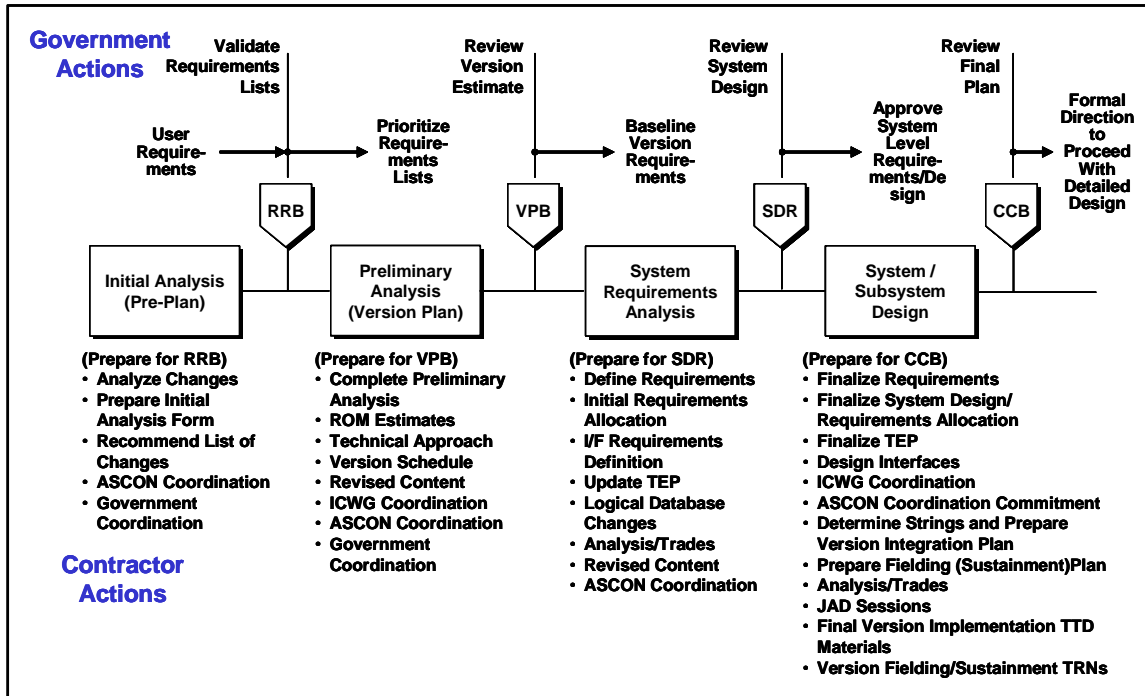 Government
Actions
Validate
Requirements
Lists
Review
Version
Estimate
Review
System
Design
Review
Final
Plan
User
Require-
ments
Prioritize
Require-
ments
Lists
Baseline
Version
Require-
ments
Approve
System
Level
Require-
ments/De
sign
Formal
Direction
to
Proceed
With
Detailed
Design
RRB
VPB
SDR
CCB
Initial Analysis
(Pre-Plan)
Preliminary
Analysis
(Version Plan)
System
Requirements
Analysis
System /
Subsystem
Design
(Prepare for RRB)
• Analyze Changes
• Prepare Initial
Analysis Form
• Recommend List of
Changes
• ASCON Coordination
• Government
Coordination
(Prepare for VPB)
• Complete Preliminary
Analysis
• ROM Estimates
• Technical Approach
• Version Schedule
• Revised Content
• ICWG Coordination
• ASCON Coordination
• Government
Coordination
(Prepare for SDR)
• Define Requirements
• Initial Requirements
Allocation
• I/F Requirements
Definition
• Update TEP
• Logical Database
Changes
• Analysis/Trades
• Revised Content
• ASCON Coordination
(Prepare for CCB)
• Finalize Requirements
• Finalize System Design/
Requirements Allocation
• Finalize TEP
• Design Interfaces
• ICWG Coordination
• ASCON Coordination Commitment
• Determine Strings and Prepare
Version Integration Plan
• Prepare Fielding (Sustainment)Plan
• Analysis/Trades
• JAD Sessions
• Final Version Implementation TTD
Materials
• Version Fielding/Sustainment TRNs
Contractor
Actions